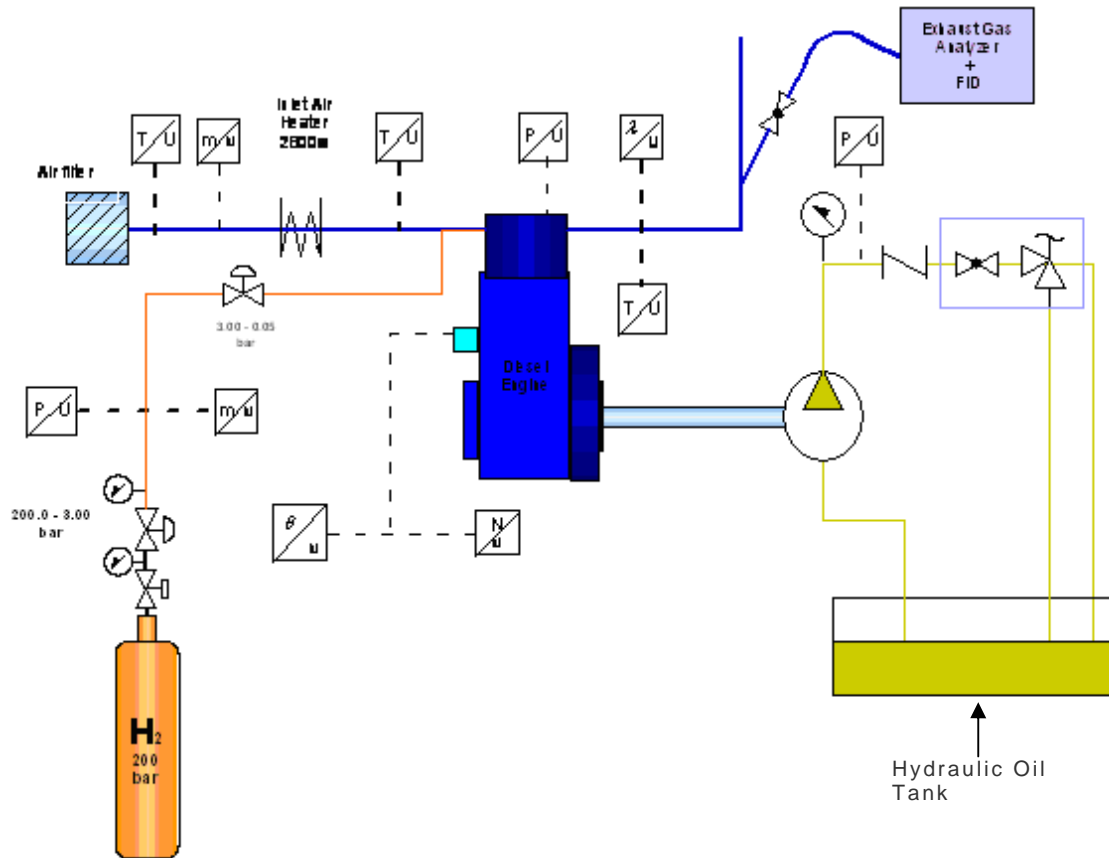 Exhaust Gas
Analyzer
+
FID
Inlet Air
Heater
2600w
T/U
m/u
T/U
P/U
λ/u
P/U
Air filter
T/U
3.00 - 0.05
bar
Diesel
Engine
P/U
m/u
200.0 - 3.00
bar
θ/u
N/u
H2
200
bar
Hydraulic Oil
Tank